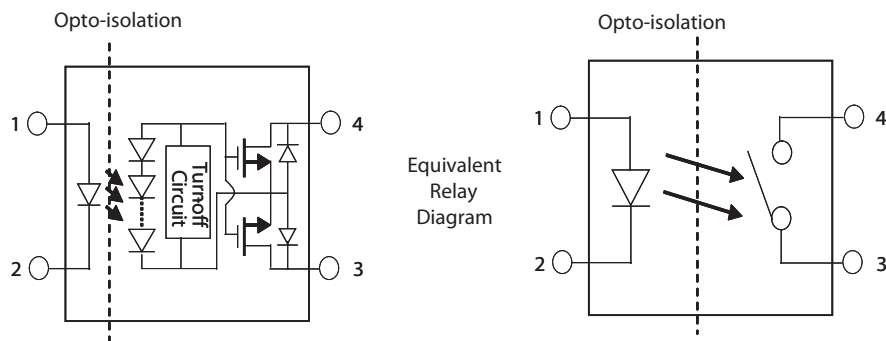 Opto-isolation
1
2
Turnoff
Circuit
4
3
Equivalent
Relay
Diagram
Opto-isolation
1
2
4
3